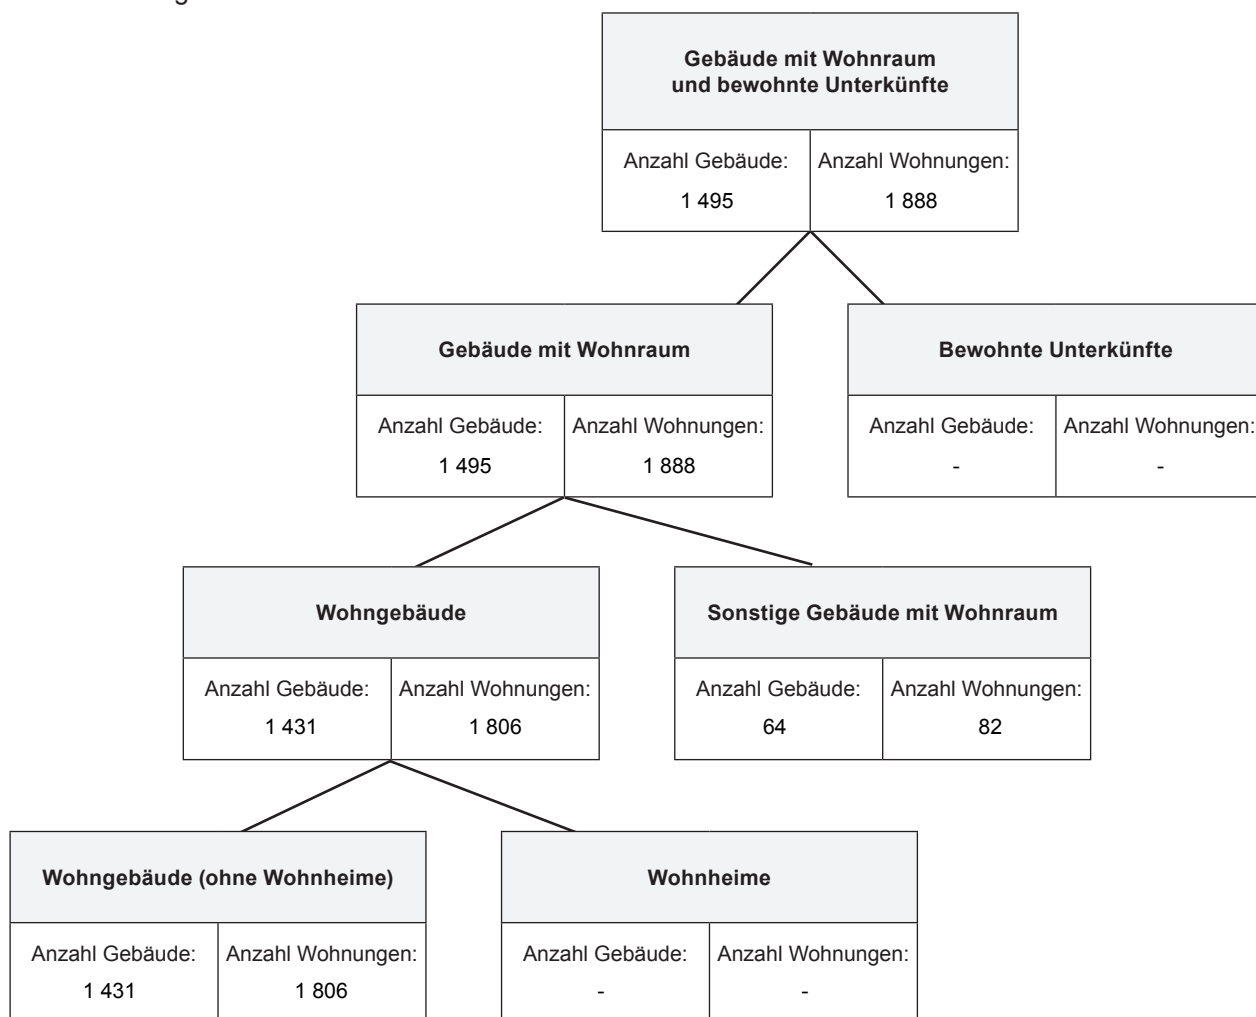 Gebäude mit Wohnraum
und bewohnte Unterkünfte
Anzahl Gebäude:
1 495
Anzahl Wohnungen:
1 888
Gebäude mit Wohnraum
Anzahl Gebäude:
1 495
Anzahl Wohnungen:
1 888
Bewohnte Unterkünfte
Anzahl Gebäude:
-
Anzahl Wohnungen:
-
Wohngebäude
Anzahl Gebäude:
1 431
Anzahl Wohnungen:
1 806
Sonstige Gebäude mit Wohnraum
Anzahl Gebäude:
64
Anzahl Wohnungen:
82
Wohngebäude (ohne Wohnheime)
Anzahl Gebäude:
1 431
Anzahl Wohnungen:
1 806
Wohnheime
Anzahl Gebäude:
-
Anzahl Wohnungen:
-